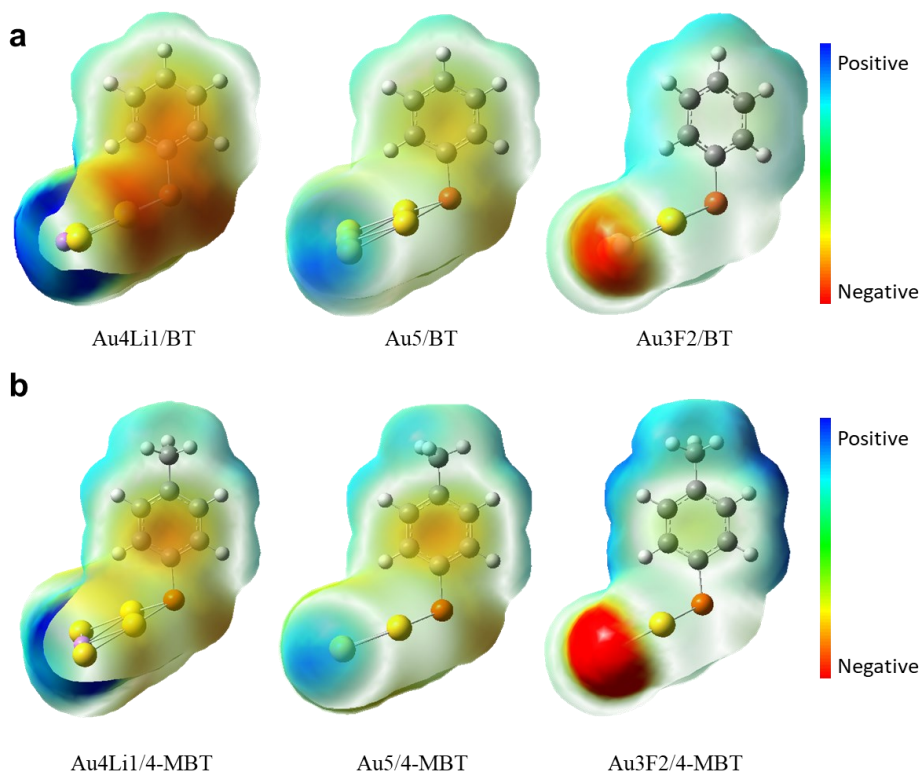 a
Positive
Negative
Au4Li1/BT
Au5/BT
Au3F2/BT
b
Positive
Negative
Au4Li1/4-MBT
Au5/4-MBT
Au3F2/4-MBT